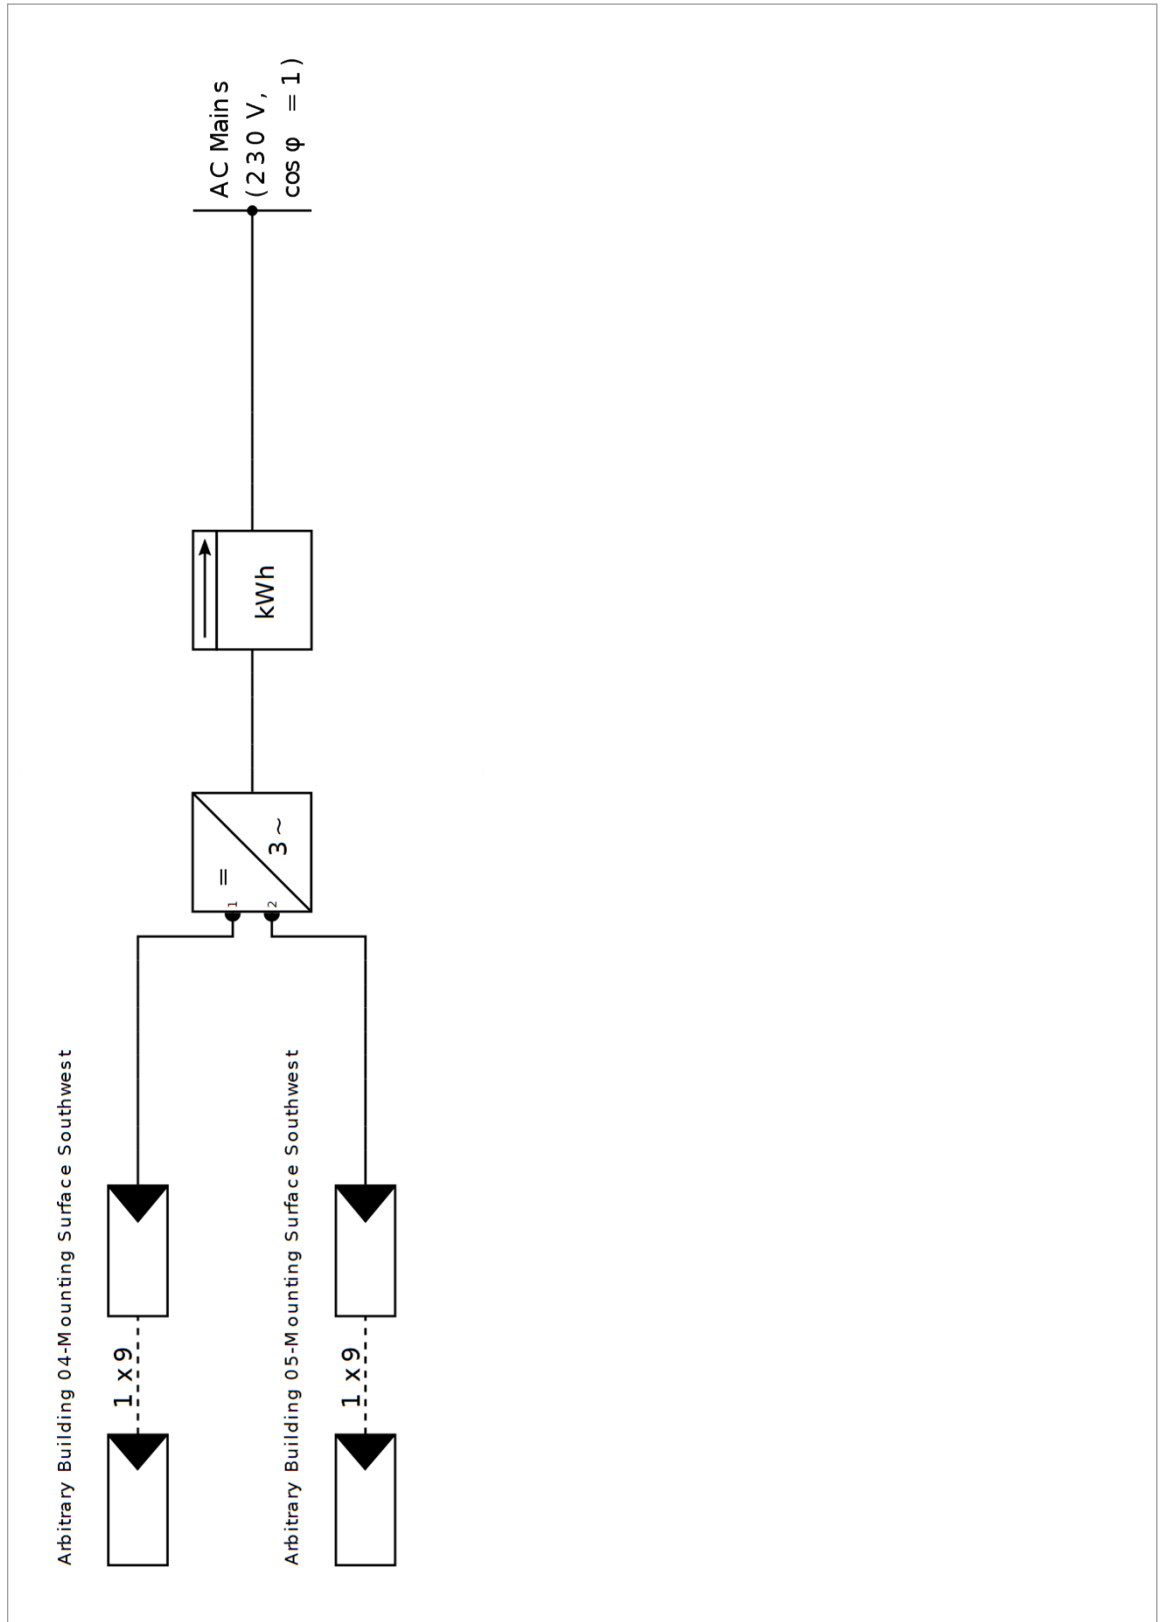 AC Mains
(230 V,
cos φ = 1)
kWh
=
3~
1
2
Arbitrary Building 04-Mounting Surface Southwest
1 x 9
Arbitrary Building 05-Mounting Surface Southwest
1 x 9